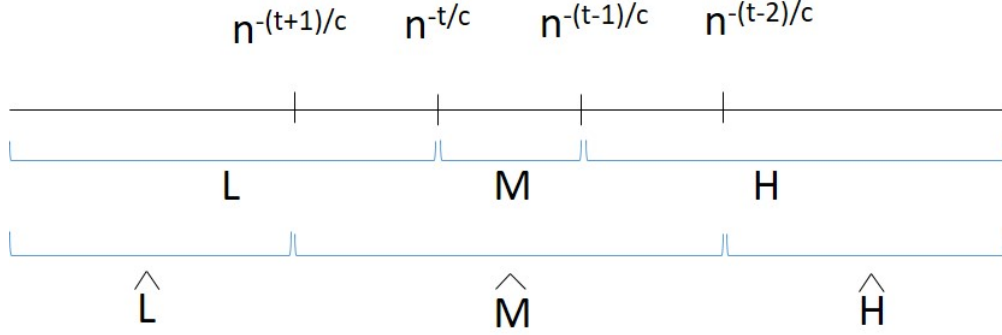 n^-(t+1)/c n^-t/c n^-(t-1)/c n^-(t-2)/c
L M H
L̂ M̂ Ĥ